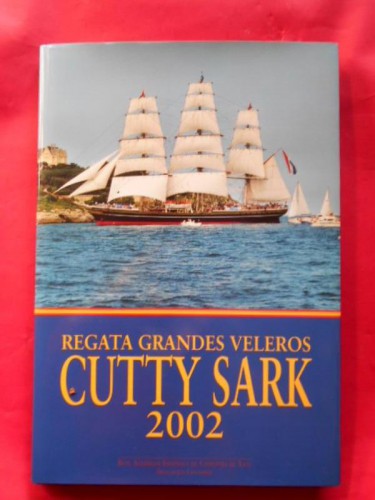 REGATA GRANDES VELEROS
CUTTY SARK
2002